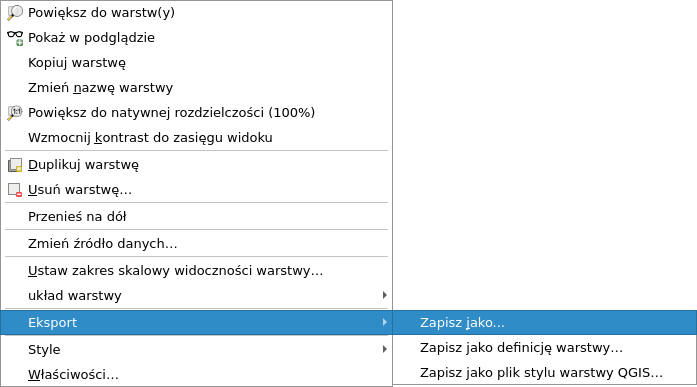 Powiększ do warstw(y)
Pokaż w podglądzie
Kopiuj warstwę
Zmień nazwę warstwy
Powiększ do natywnej rozdzielczości (100%)
Wzmocnij kontrast do zasięgu widoku
Duplikuj warstwę
Usuń warstwę...
Przenieś na dół
Zmień źródło danych...
Ustaw zakres skalowy widoczności warstwy...
układ warstwy
Eksport
Zapisz jako...
Style
Zapisz jako definicję warstwy...
Właściwości...
Zapisz jako plik stylu warstwy QGIS...